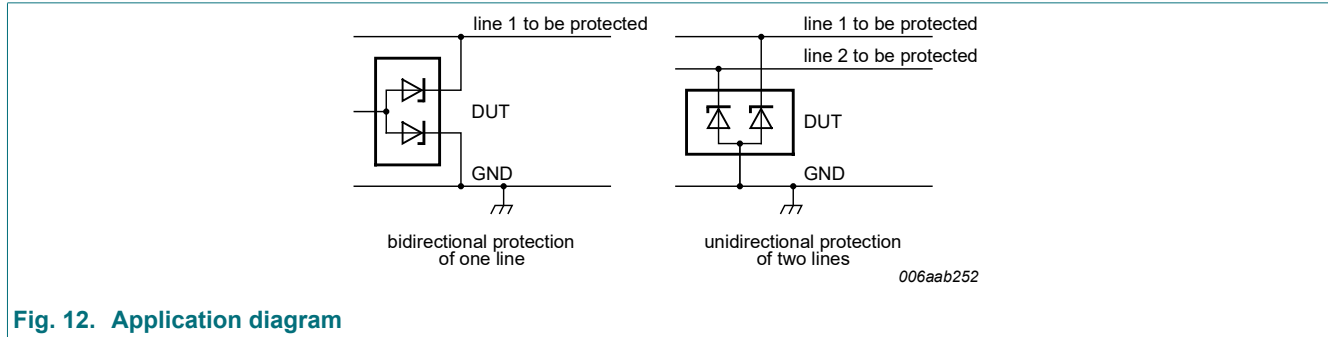 line 1 to be protected
DUT
GND
bidirectional protection
of one line
line 1 to be protected
line 2 to be protected
DUT
GND
unidirectional protection
of two lines
006aab252
Fig. 12. Application diagram